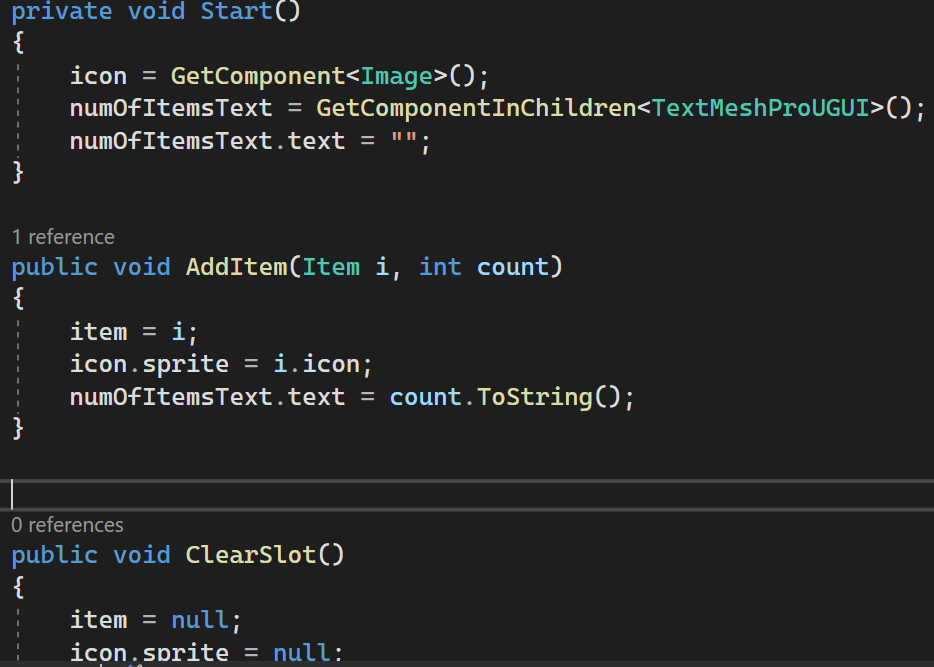 private void Start()
{
icon = GetComponent<Image>();
numOfItemsText = GetComponentInChildren<TextMeshProUGUI>();
numOfItemsText.text = "";
}
1 reference
public void AddItem(Item i, int count)
{
item = i;
icon.sprite = i.icon;
numOfItemsText.text = count.ToString();
}
0 references
public void ClearSlot()
{
item = null;
icon.sprite = null;